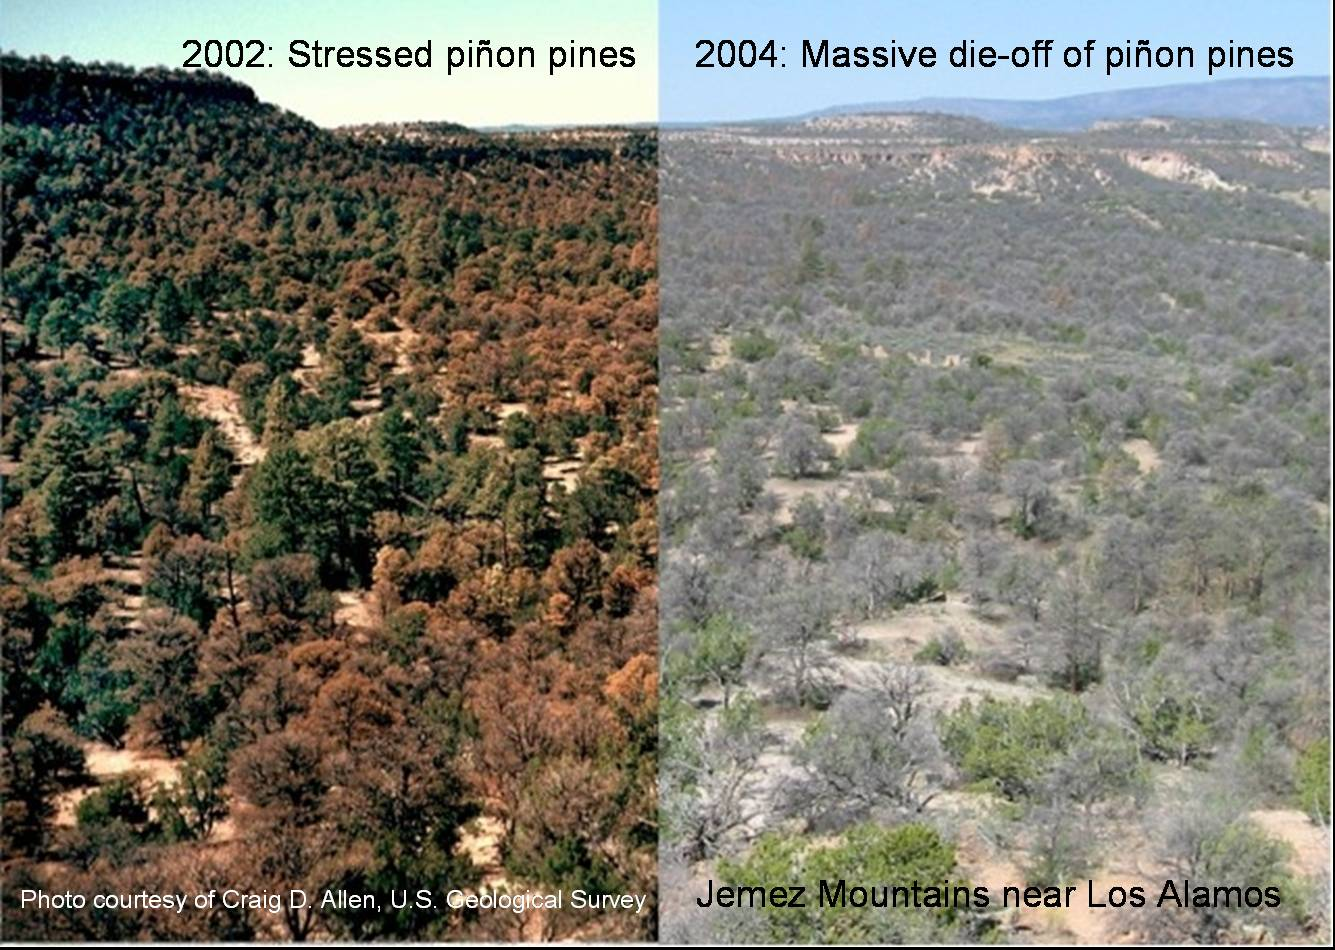 2002: Stressed piñon pines
2004: Massive die-off of piñon pines
Photo courtesy of Craig D. Allen, U.S. Geological Survey
Jemez Mountains near Los Alamos